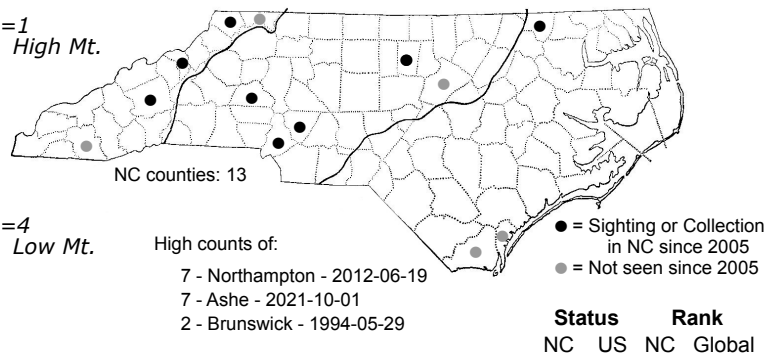 =1
High Mt.
NC counties: 13
=4
Low Mt.
High counts of:
7 - Northampton - 2012-06-19
7 - Ashe - 2021-10-01
2 - Brunswick - 1994-05-29
= Sighting or Collection
in NC since 2005
= Not seen since 2005
Status Rank
NC US NC Global